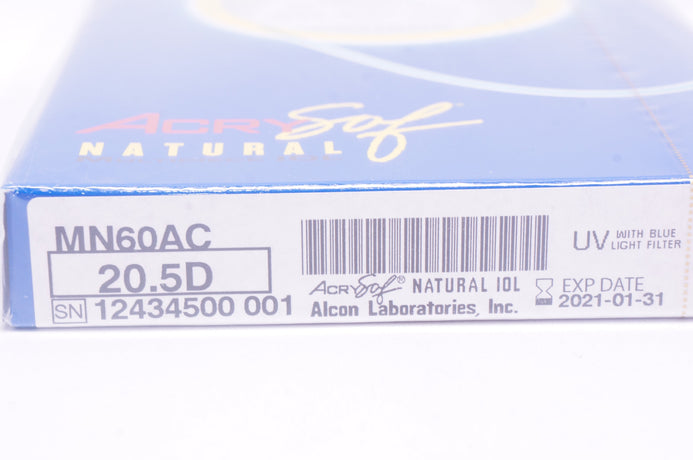 ACRYSof
NATURAL
MN60AC
20.5D
SN 12434500 001
ACRYSof® NATURAL IOL
Alcon Laboratories, Inc.
UV WITH BLUE
LIGHT FILTER
EXP DATE
2021-01-31